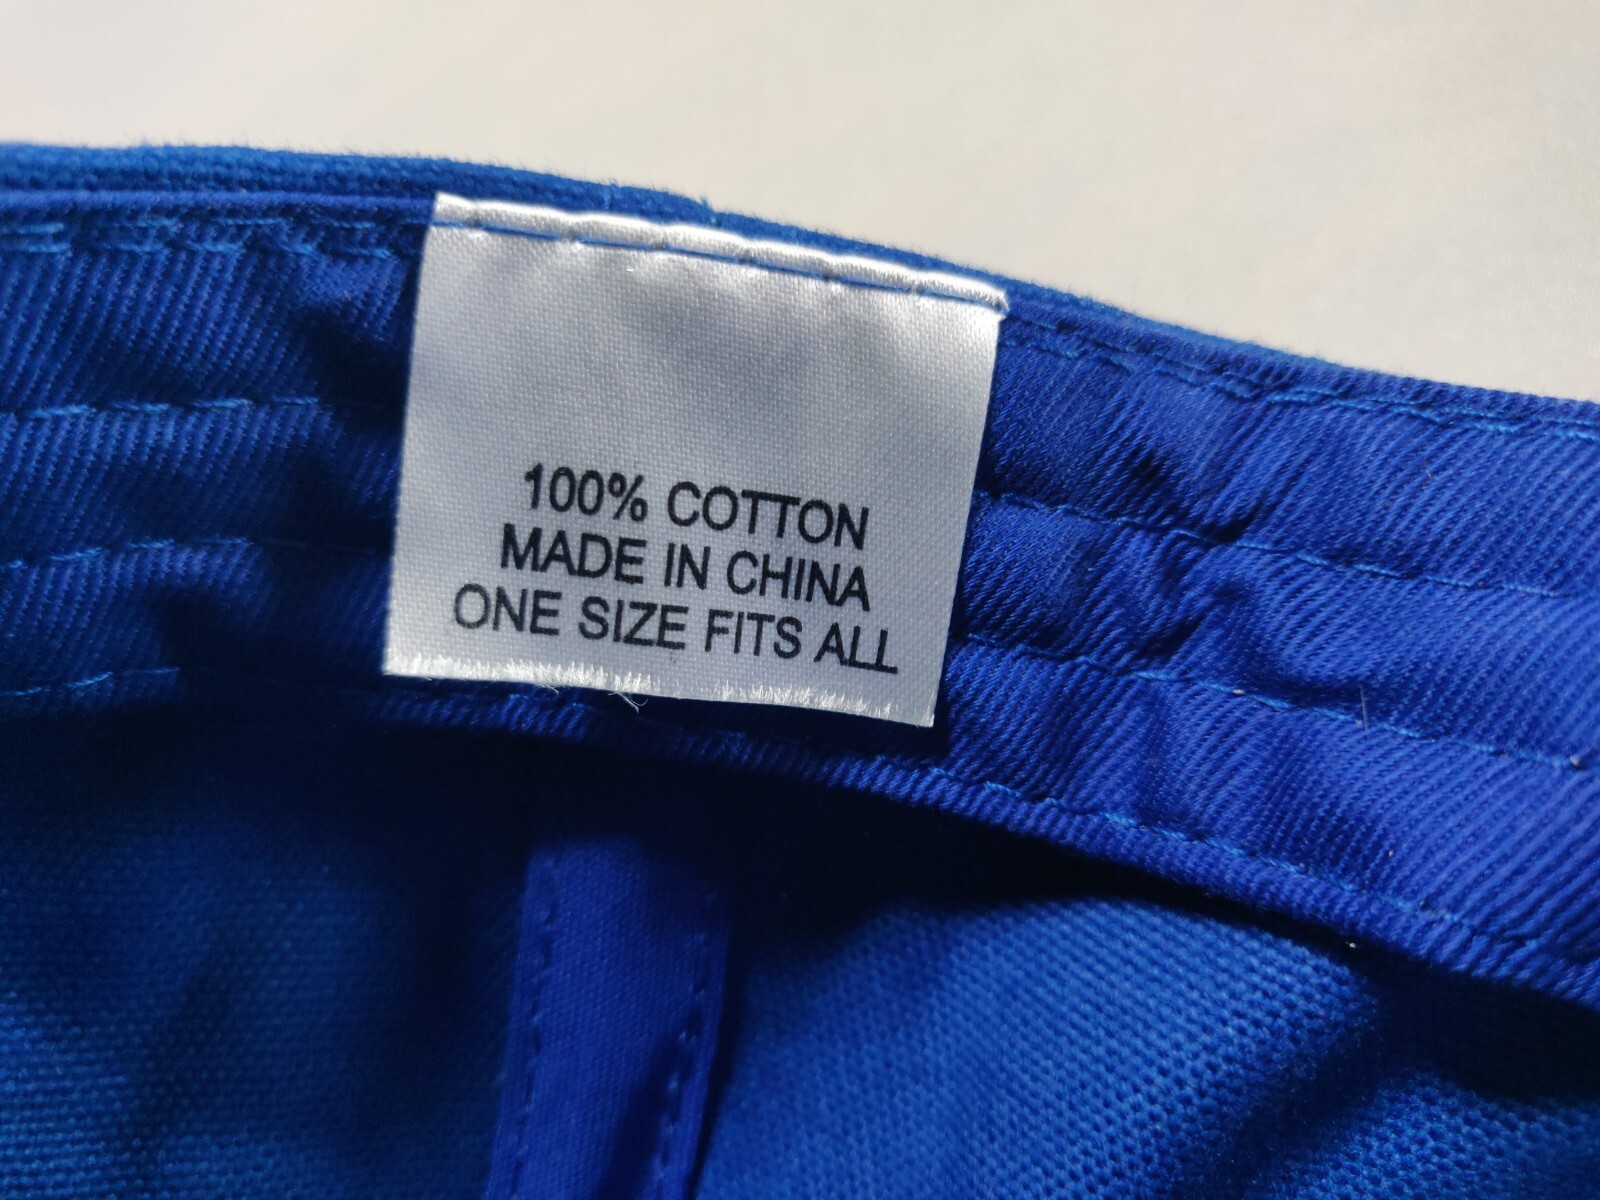 100% COTTON
MADE IN CHINA
ONE SIZE FITS ALL